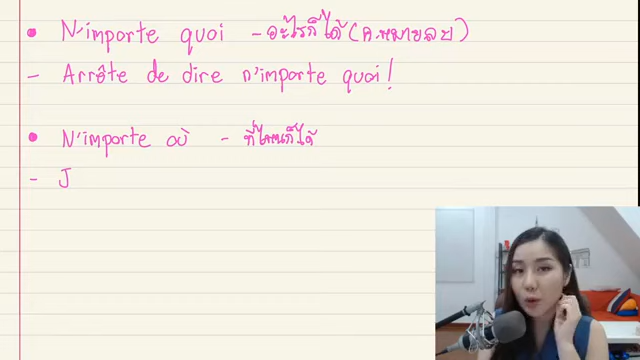 • N'importe quoi - อะไรก็ได้ (ค.หมายลบ)
- Arrête de dire n'importe quoi!
• N'importe où - ที่ไหนก็ได้
- J